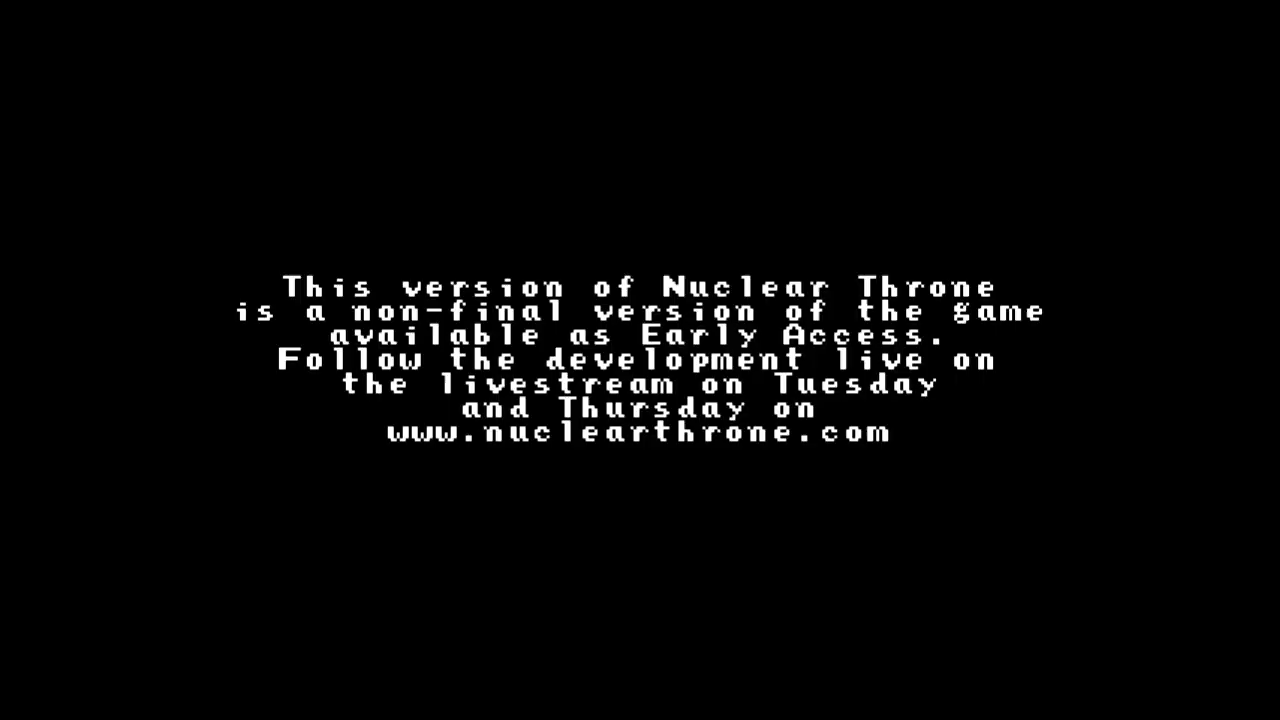 This version of Nuclear Throne
is a non-final version of the game
available as Early Access.
Follow the development live on
the livestream on Tuesday
and Thursday on
www.nuclearthrone.com